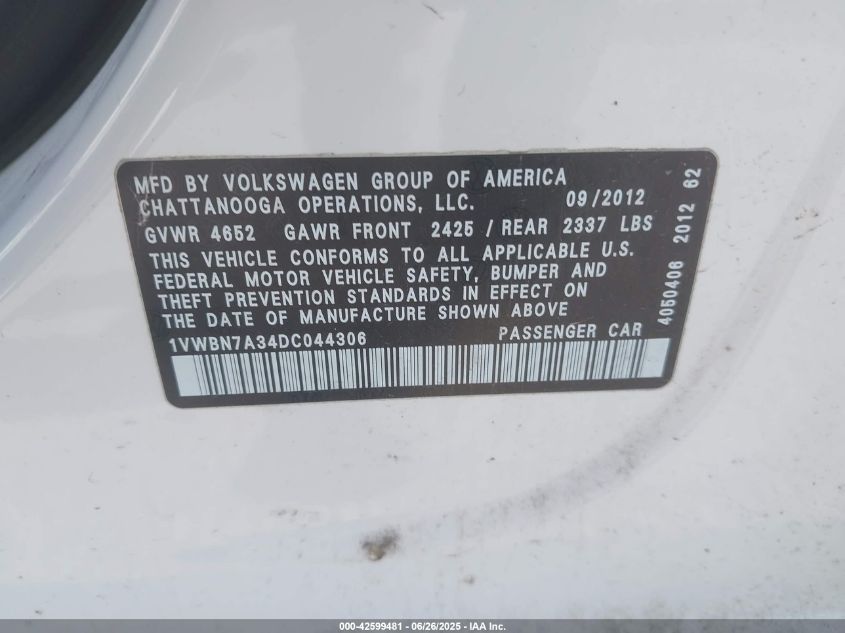 MFD BY VOLKSWAGEN GROUP OF AMERICA
CHATTANOOGA OPERATIONS, LLC. 09/2012
GVWR 4652 GAWR FRONT 2425 / REAR 2337 LBS
THIS VEHICLE CONFORMS TO ALL APPLICABLE U.S.
FEDERAL MOTOR VEHICLE SAFETY, BUMPER AND
THEFT PREVENTION STANDARDS IN EFFECT ON
THE DATE OF MANUFACTURE SHOWN ABOVE
1VWBN7A34DC044306 PASSENGER CAR
4050406 2012 62
000-42599481 - 06/26/2025 - IAA Inc.